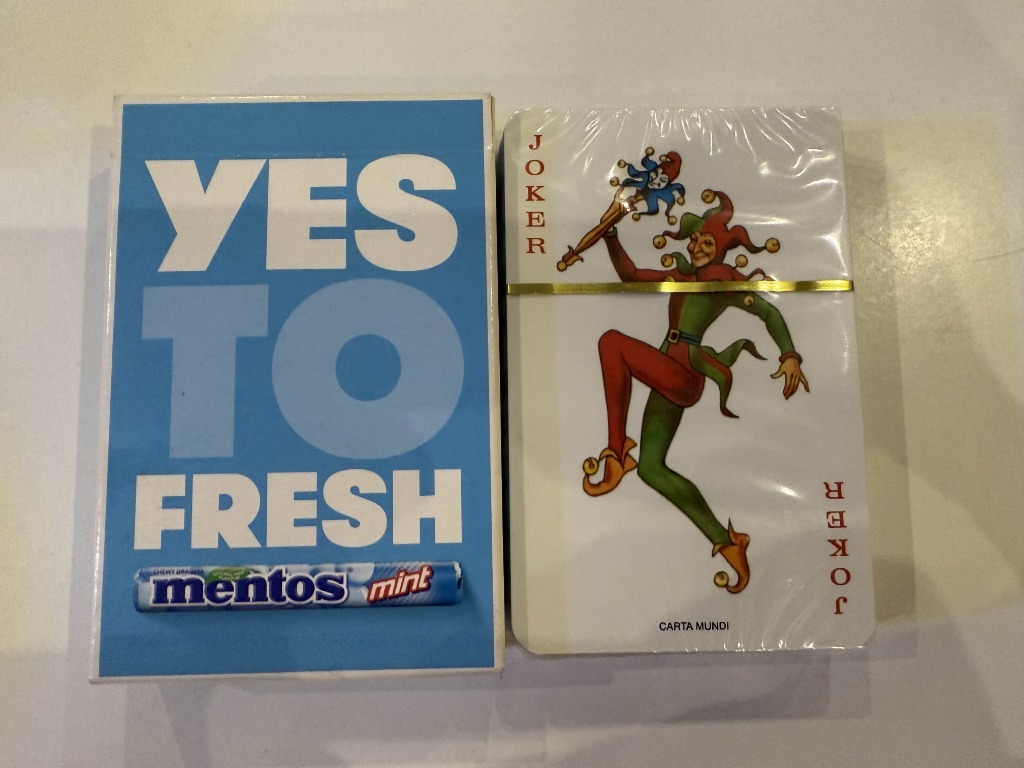 YES
TO
FRESH
CHEWY DRAGEES
mentos mint
JOKER
JOKER
CARTA MUNDI